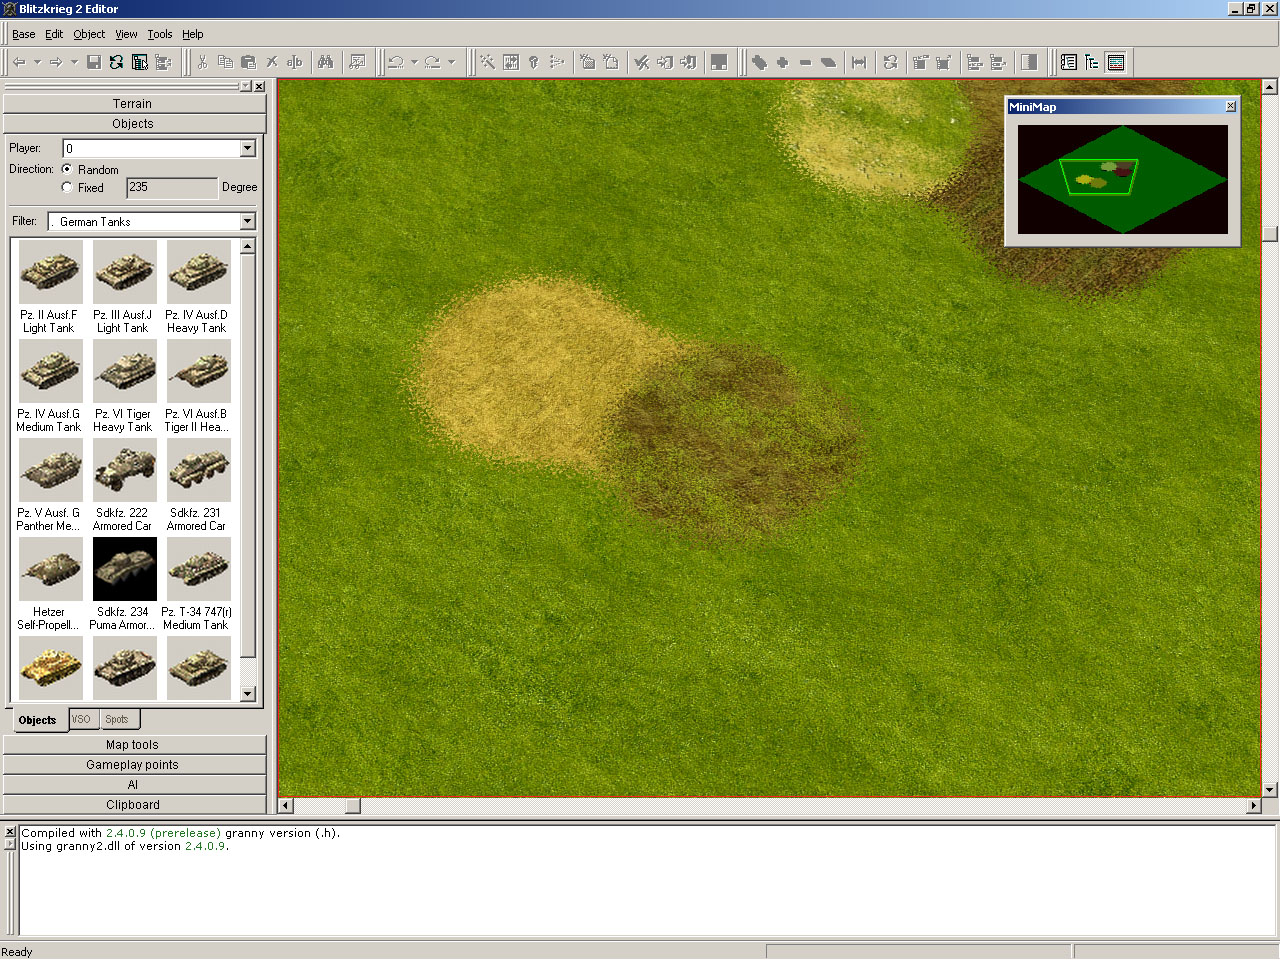 Blitzkrieg 2 Editor
Base Edit Object View Tools Help
Terrain
Objects
Player: 0
Direction: Random
Fixed 235 Degree
Filter: . German Tanks
Pz. II Ausf.F Pz. III Ausf.J Pz. IV Ausf.D
Light Tank Light Tank Heavy Tank
Pz. IV Ausf.G Pz. VI Tiger Pz. VI Ausf.B
Medium Tank Heavy Tank Tiger II Hea...
Pz. V Ausf. G Sdkfz. 222 Sdkfz. 231
Panther Me... Armored Car Armored Car
Hetzer Sdkfz. 234 Pz. T-34 747(r)
Self-Propell... Puma Armor... Medium Tank
Objects VSO Spots
Map tools
Gameplay points
AI
Clipboard
MiniMap
Compiled with 2.4.0.9 (prerelease) granny version (.h).
Using granny2.dll of version 2.4.0.9.
Ready